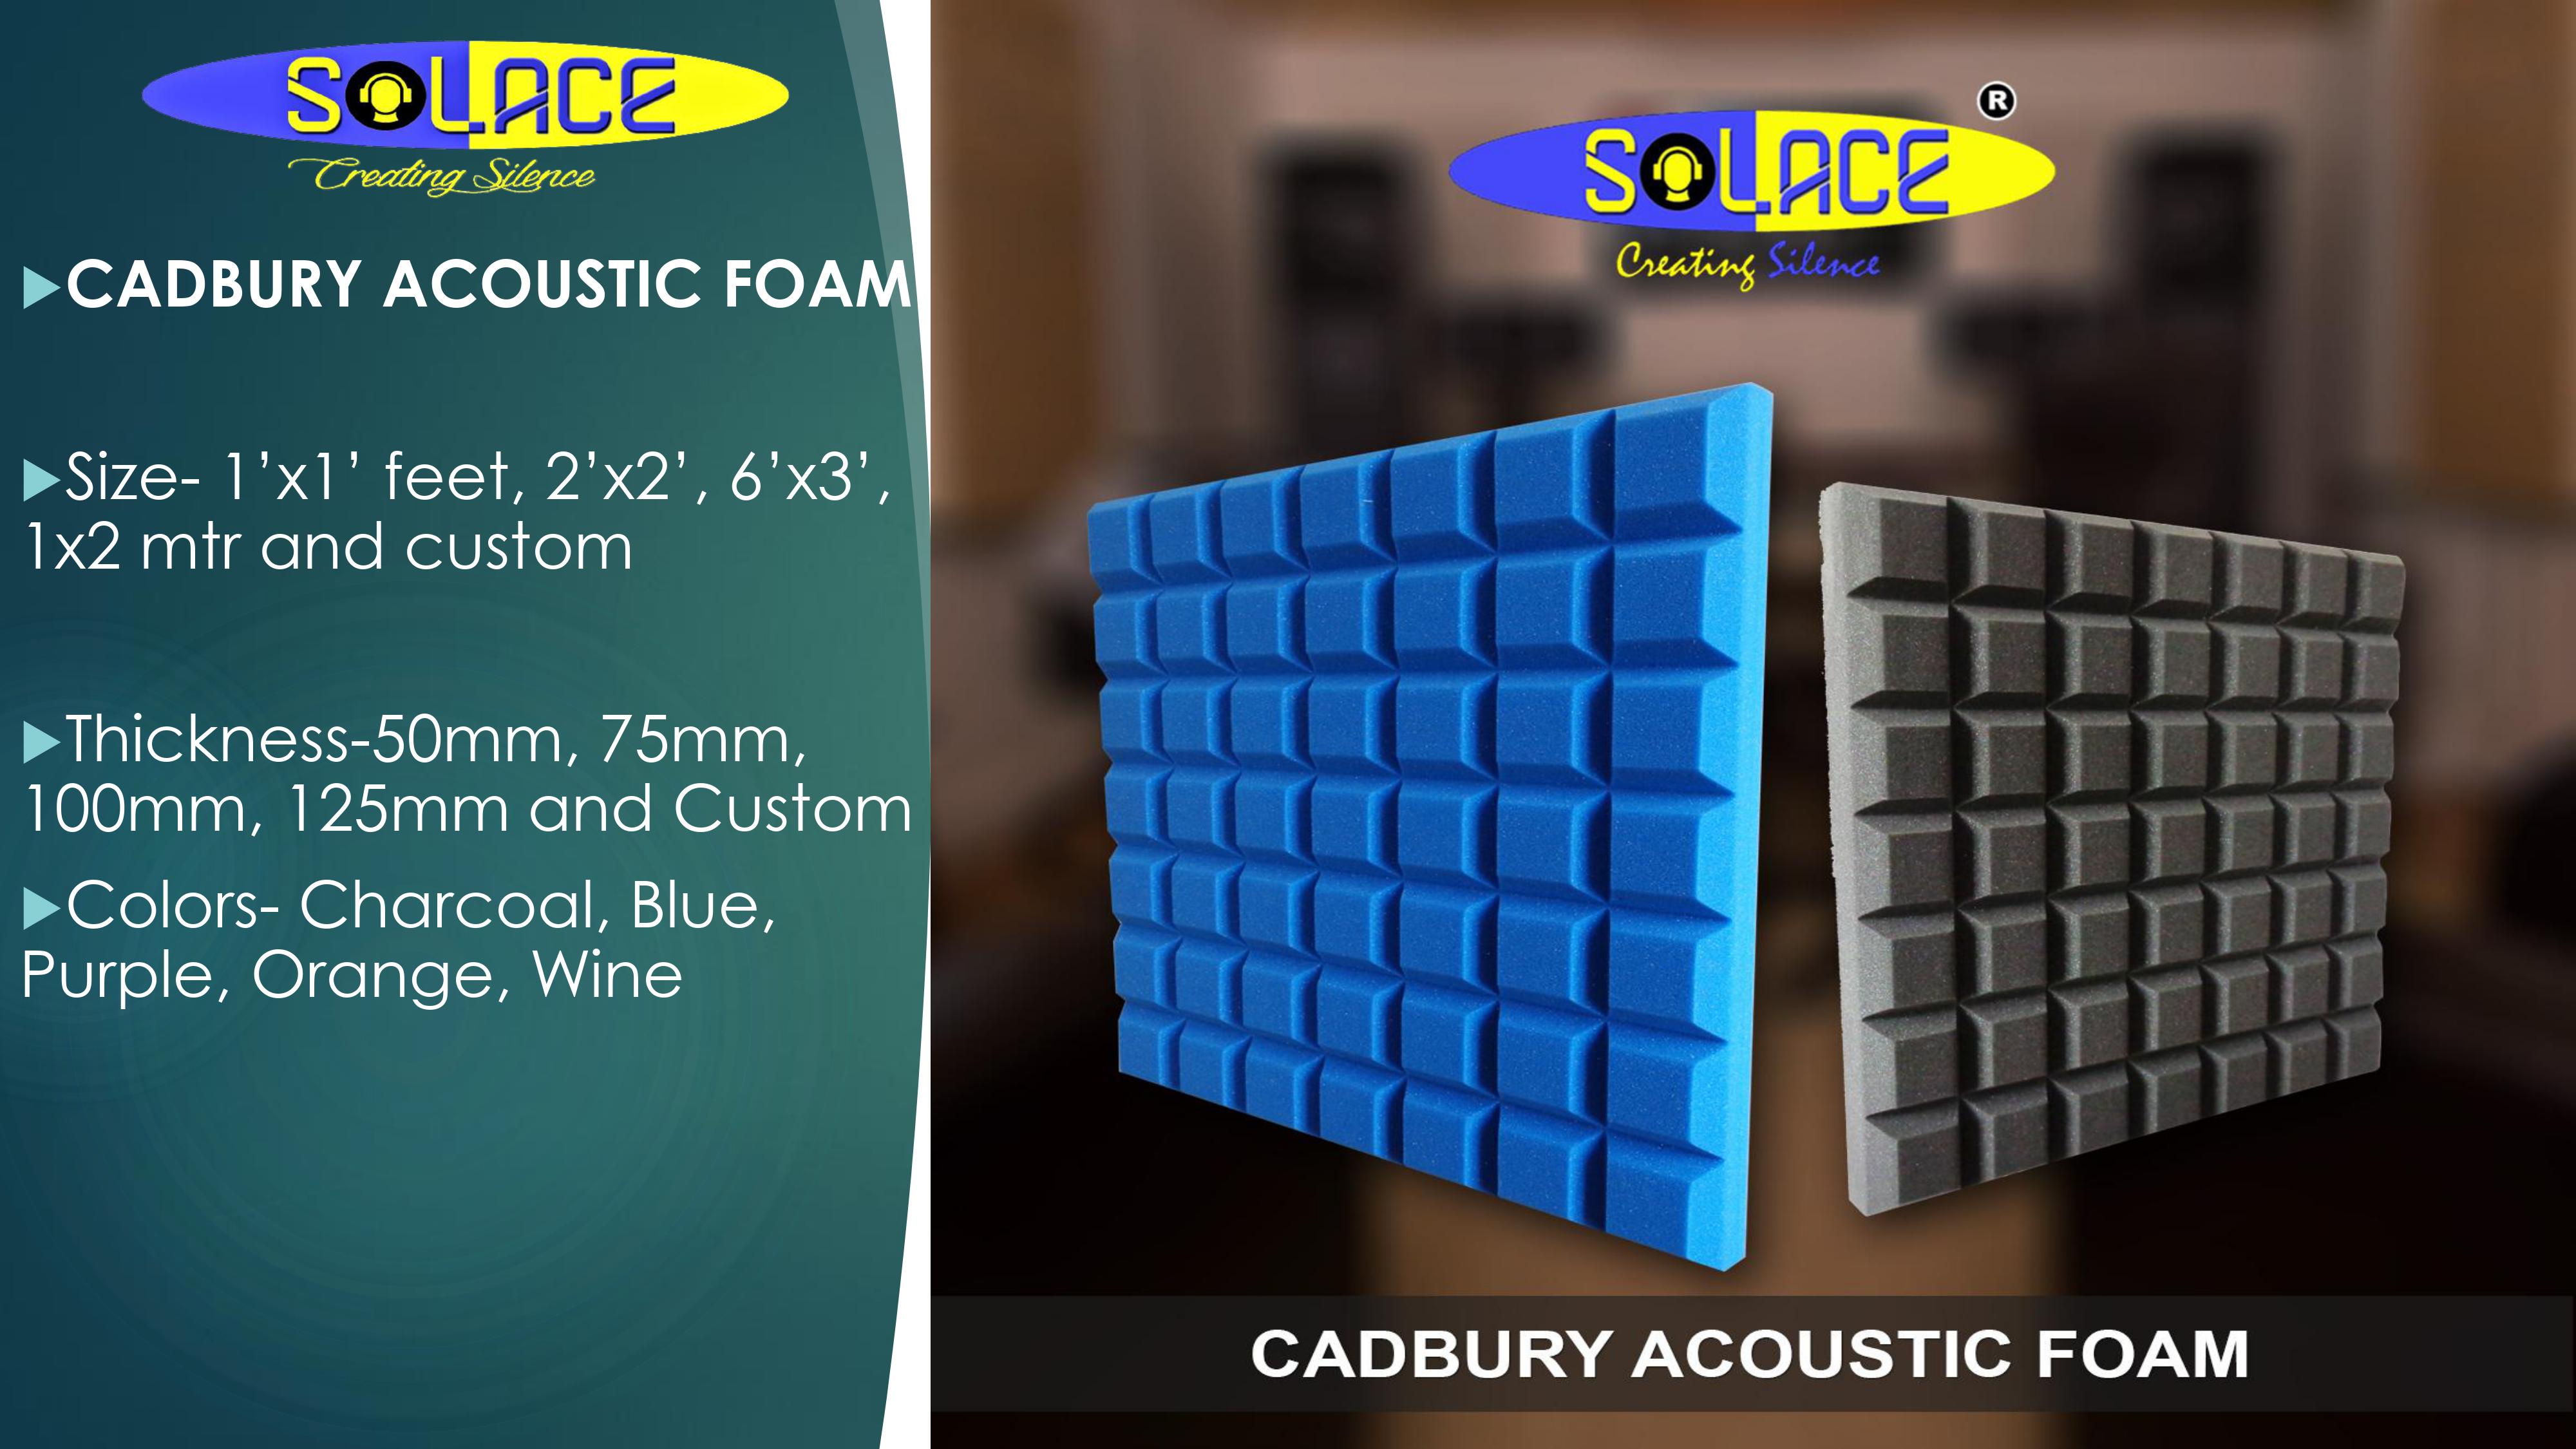 SOLACE
Creating Silence
CADBURY ACOUSTIC FOAM
Size- 1’x1’ feet, 2’x2’, 6’x3’,
1x2 mtr and custom
Thickness-50mm, 75mm,
100mm, 125mm and Custom
Colors- Charcoal, Blue,
Purple, Orange, Wine
SOLACE ®
Creating Silence
CADBURY ACOUSTIC FOAM